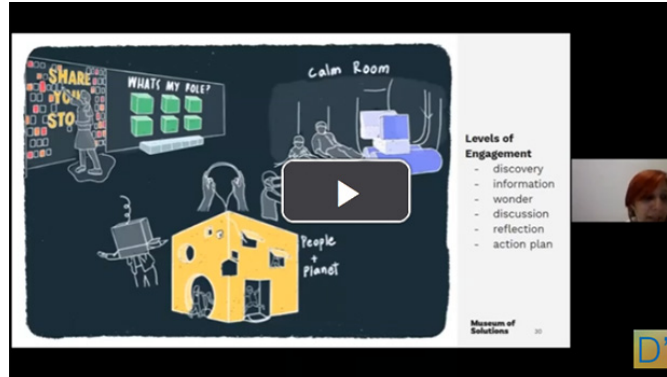 SHARE
YOU
STO
WHATS MY ROLE?
Calm Room
People
+
Planet
Levels of
Engagement
- discovery
- information
- wonder
- discussion
- reflection
- action plan
Museum of
Solutions
20
D'